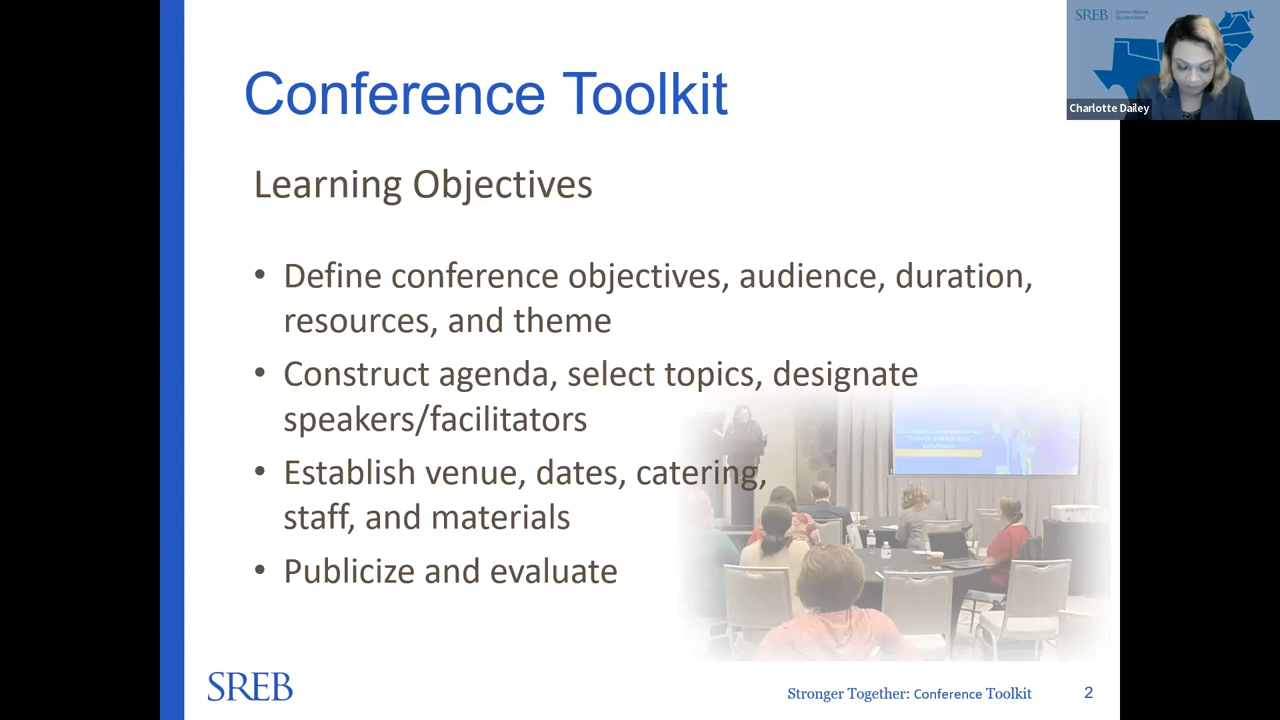 Conference Toolkit
SREB
Charlotte Dailey
Learning Objectives
• Define conference objectives, audience, duration,
resources, and theme
• Construct agenda, select topics, designate
speakers/facilitators
• Establish venue, dates, catering,
staff, and materials
• Publicize and evaluate
SREB
Stronger Together: Conference Toolkit
2